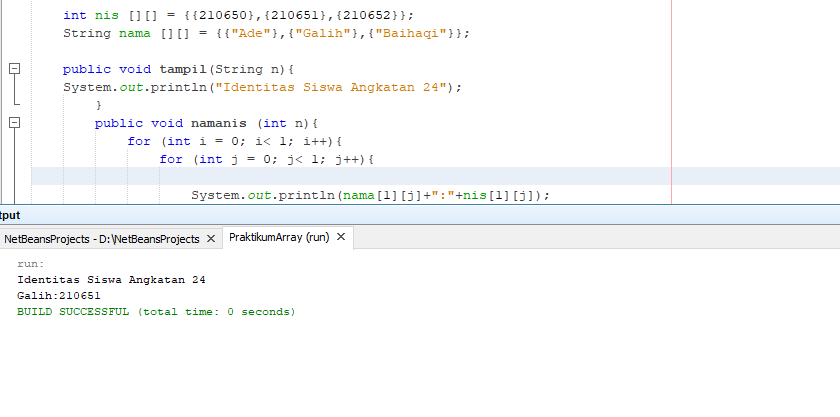 int nis [][] = {{210650},{210651},{210652}};
String nama [][] = {{"Ade"},{"Galih"},{"Baihaqi"}};
public void tampil(String n){
System.out.println("Identitas Siswa Angkatan 24");
}
public void namanis (int n){
for (int i = 0; i< 1; i++){
for (int j = 0; j< 1; j++){
System.out.println(nama[1][j]+":"+nis[1][j]);
tput
NetBeansProjects - D:\NetBeansProjects × PraktikumArray (run) ×
run:
Identitas Siswa Angkatan 24
Galih:210651
BUILD SUCCESSFUL (total time: 0 seconds)